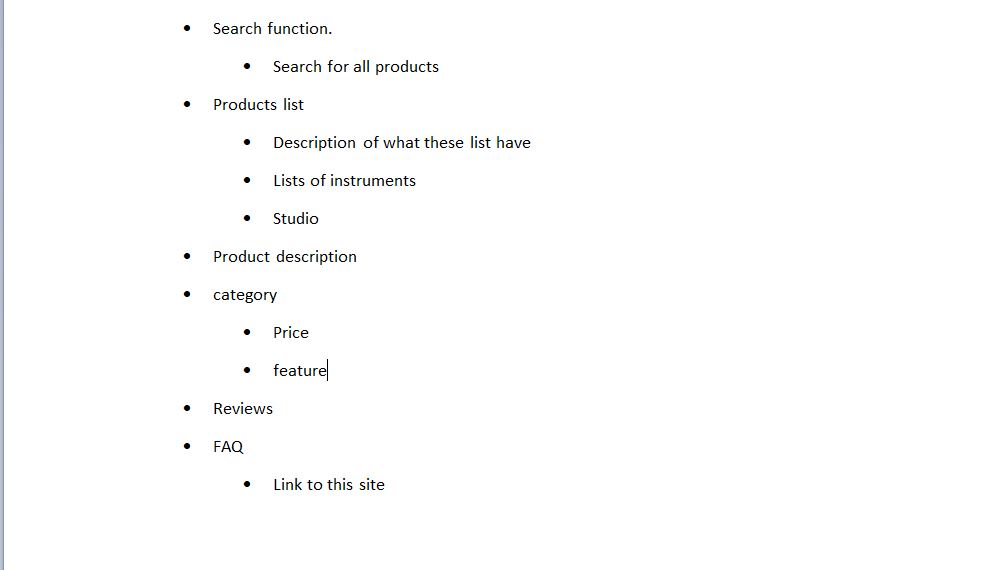 • Search function.
• Search for all products
• Products list
• Description of what these list have
• Lists of instruments
• Studio
• Product description
• category
• Price
• feature
• Reviews
• FAQ
• Link to this site